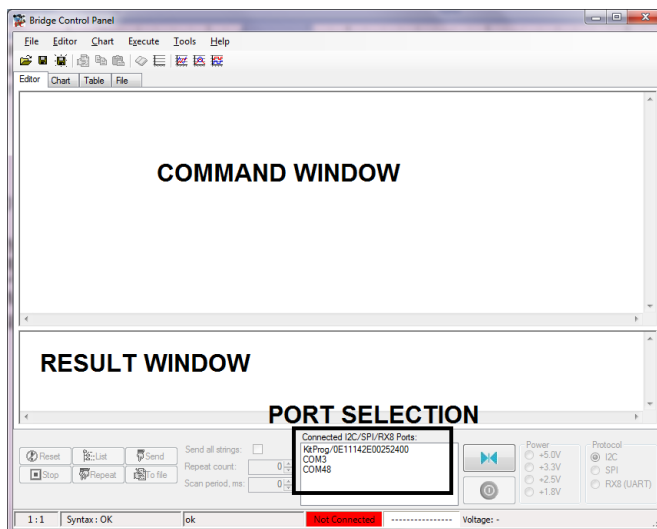 Bridge Control Panel
File Editor Chart Execute Tools Help
Editor Chart Table File
COMMAND WINDOW
RESULT WINDOW
PORT SELECTION
Connected I2C/SPI/RX8 Ports:
KitProg/0E11142E00252400
COM3
COM48
Reset List Send
Stop Repeat To file
Send all strings:
Repeat count: 0
Scan period, ms: 0
Power
+5.0V
+3.3V
+2.5V
+1.8V
Protocol
I2C
SPI
RX8 (UART)
1:1 Syntax : OK ok Not Connected ---------------- Voltage: -